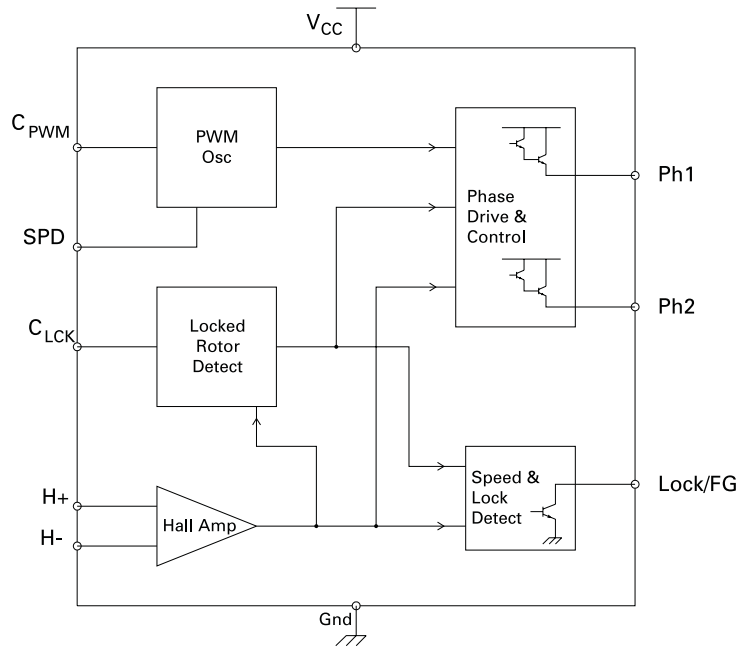 VCC
CPWM
PWM
Osc
SPD
Phase
Drive &
Control
Ph1
Ph2
CLCK
Locked
Rotor
Detect
H+
H-
Hall Amp
Speed &
Lock
Detect
Lock/FG
Gnd